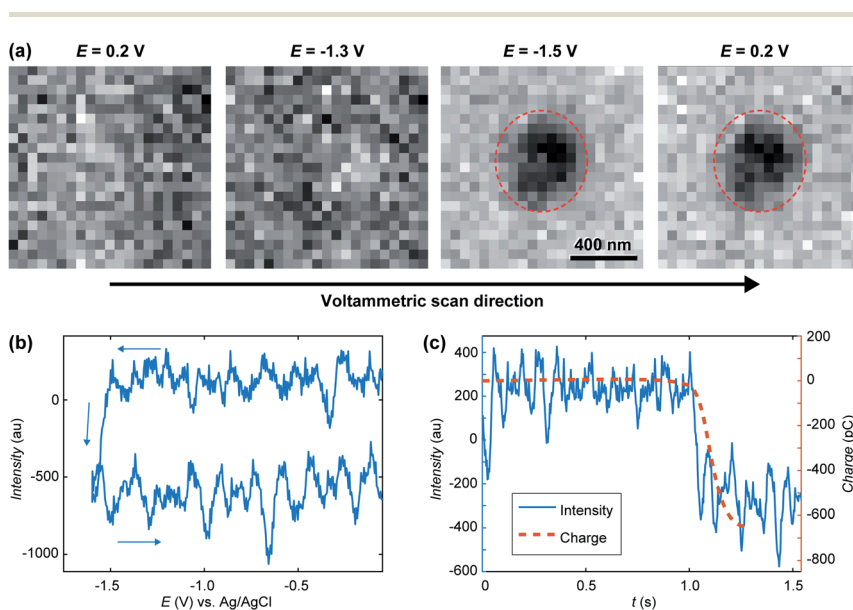 (a)
E = 0.2 V
E = -1.3 V
E = -1.5 V
E = 0.2 V
400 nm
Voltammetric scan direction
(b)
0
-500
-1000
Intensity (au)
-1.5
-1.0
-0.5
E (V) vs. Ag/AgCl
(c)
400
200
0
-200
-400
-600
Intensity (au)
Intensity
Charge
200
0
-200
-400
-600
-800
Charge (pC)
0
0.5
1.0
1.5
t (s)